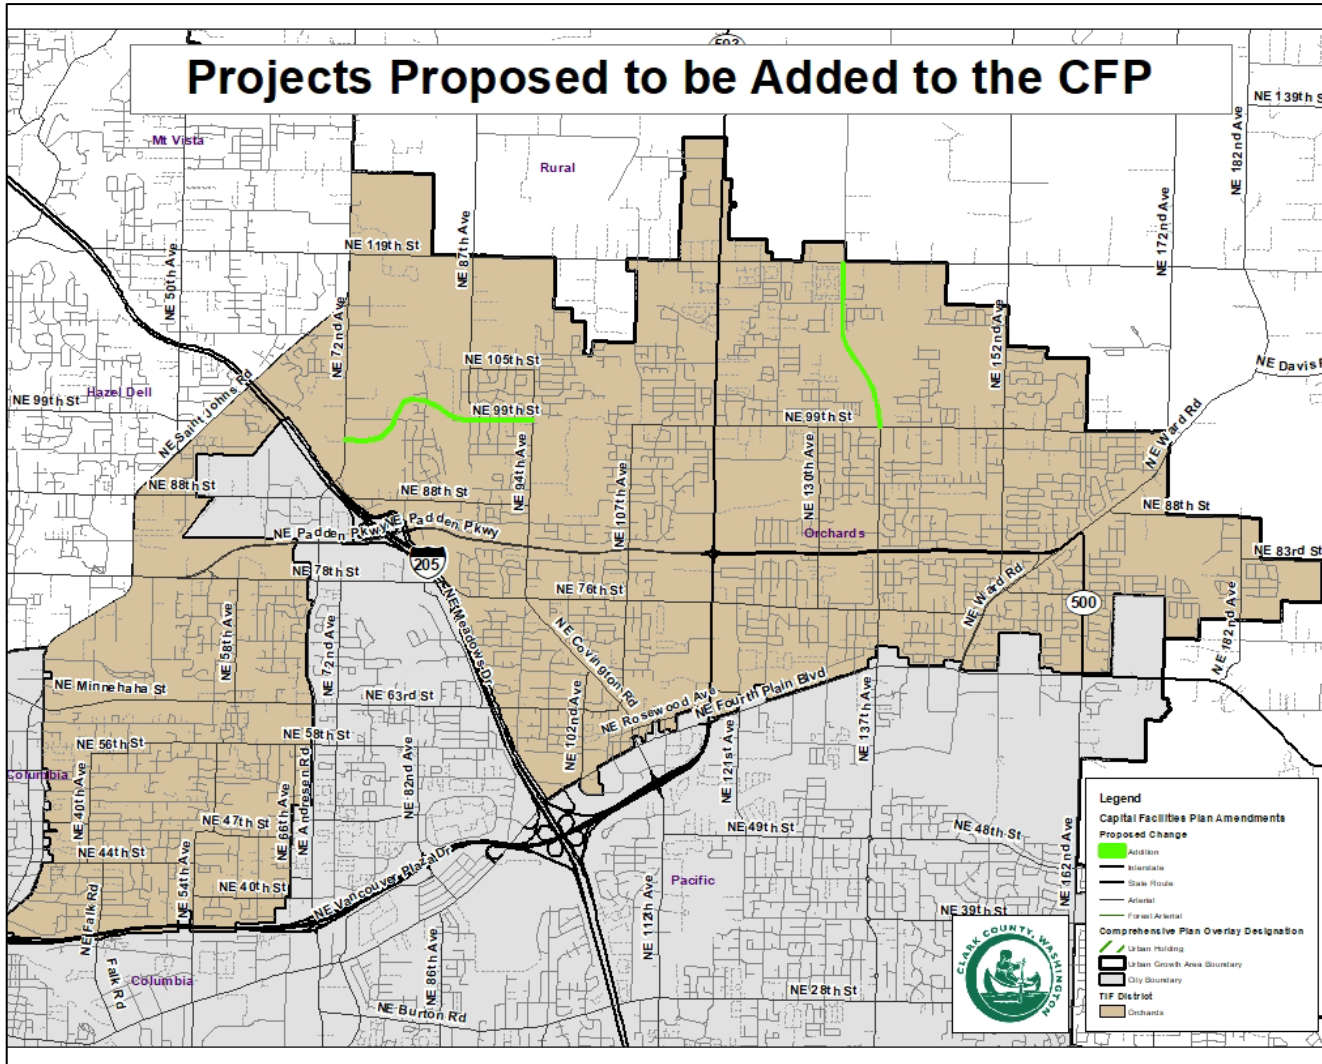 503
Projects Proposed to be Added to the CFP
NE 139th S
Mt Vista
Rural
NE 182nd Ave
NE 172nd Ave
NE 119th St
NE 87th Ave
NE 50th Ave
NE 72nd Ave
NE 152nd Ave
NE 105th St
NE Davis R
Hazel Dell
NE 99th St
NE Saint Johns Rd
NE 99th St
NE 99th St
NE Ward Rd
NE 94th Ave
NE 107th Ave
NE 130th Ave
NE 88th St
NE 88th St
NE 88th St
NE Padden Pkwy
NE Padden Pkwy
Orchards
NE 83rd St
205
NE 78th St
NE 76th St
NE Ward Rd
500
NE 58th Ave
NE 72nd Ave
NE Meadows Dr
NE Covington Rd
NE 182nd Ave
NE Minnehaha St
NE 63rd St
NE Rosewood Ave
NE Fourth Plain Blvd
NE 102nd Ave
NE 121st Ave
NE 137th Ave
NE 56th St
NE 58th St
Columbia
NE 40th Ave
NE 66th Ave
NE Andresen Rd
NE 82nd Ave
NE 47th St
NE 49th St
NE 48th St
NE 44th St
NE 54th Ave
NE 40th St
NE Vancouver Plaza Dr
Pacific
NE 162nd Ave
NE Falk Rd
NE 112th Ave
NE 39th St
Falk Rd
Columbia
NE 86th Ave
NE 28th St
NE Burton Rd
CLARK COUNTY, WASHINGTON
Legend
Capital Facilities Plan Amendments
Proposed Change
Addition
Interstate
State Route
Arterial
Forest Arterial
Comprehensive Plan Overlay Designation
Urban Holding
Urban Growth Area Boundary
City Boundary
TIF District
Orchards